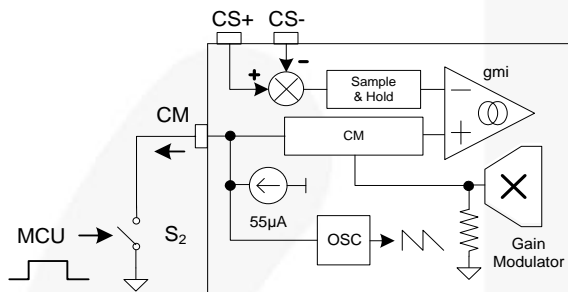 CS+ CS-
+ -
Sample
& Hold
gmi
−
+
CM
CM
55µA
MCU
S2
OSC
Gain
Modulator